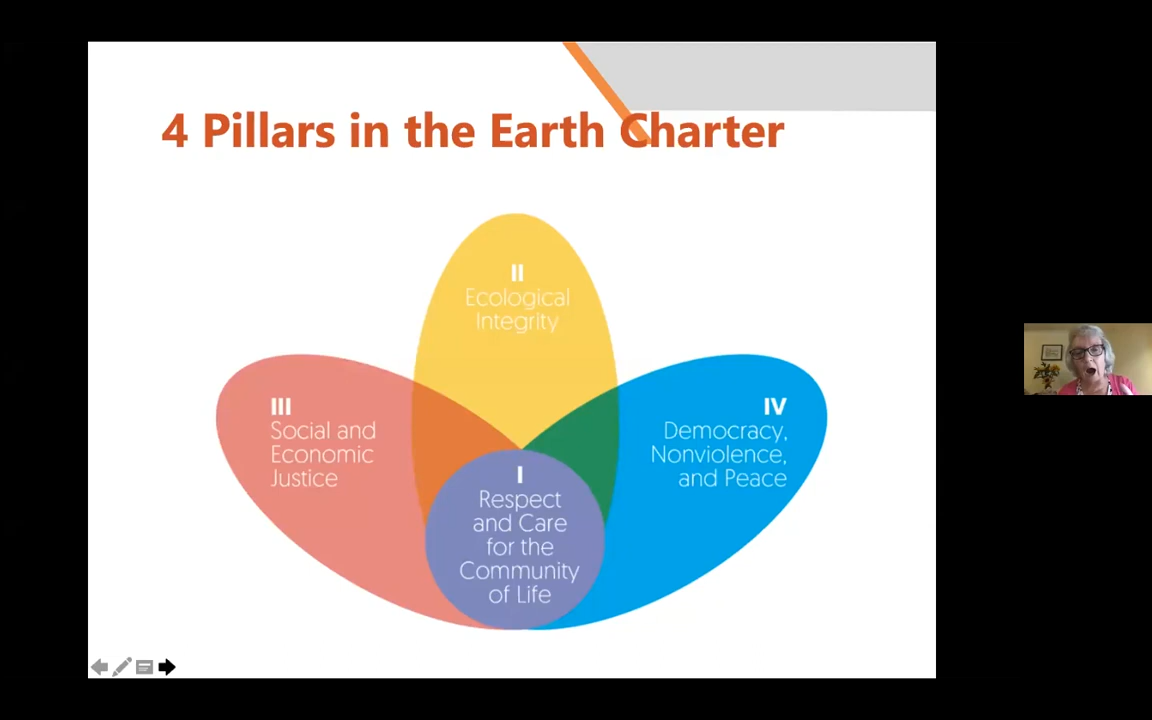 4 Pillars in the Earth Charter
II
Ecological
Integrity
III
Social and
Economic
Justice
IV
Democracy,
Nonviolence,
and Peace
I
Respect
and Care
for the
Community
of Life